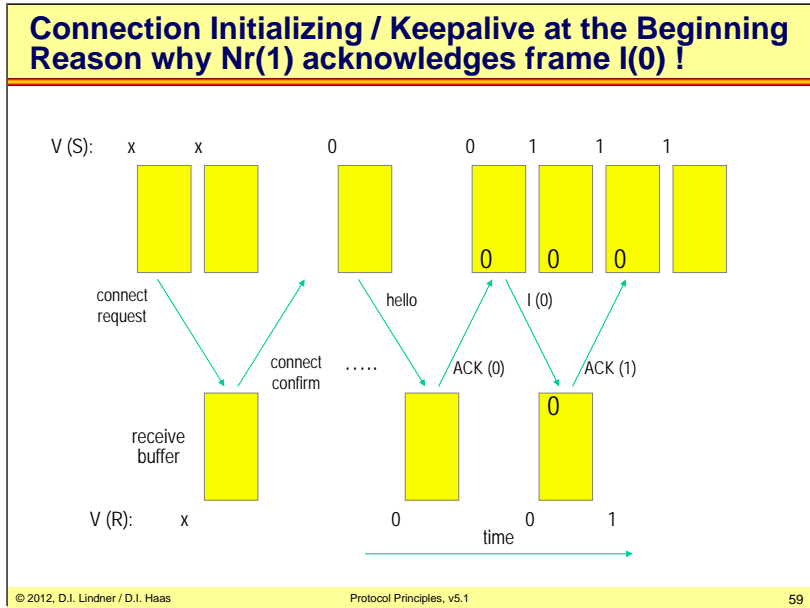 Connection Initializing / Keepalive at the Beginning
Reason why Nr(1) acknowledges frame I(0) !
V (S): x x 0 0 1 1 1
0 0 0
connect
request
hello
I (0)
connect
confirm
.....
ACK (0)
ACK (1)
0
receive
buffer
V (R): x 0 0 1
time
© 2012, D.I. Lindner / D.I. Haas Protocol Principles, v5.1 59